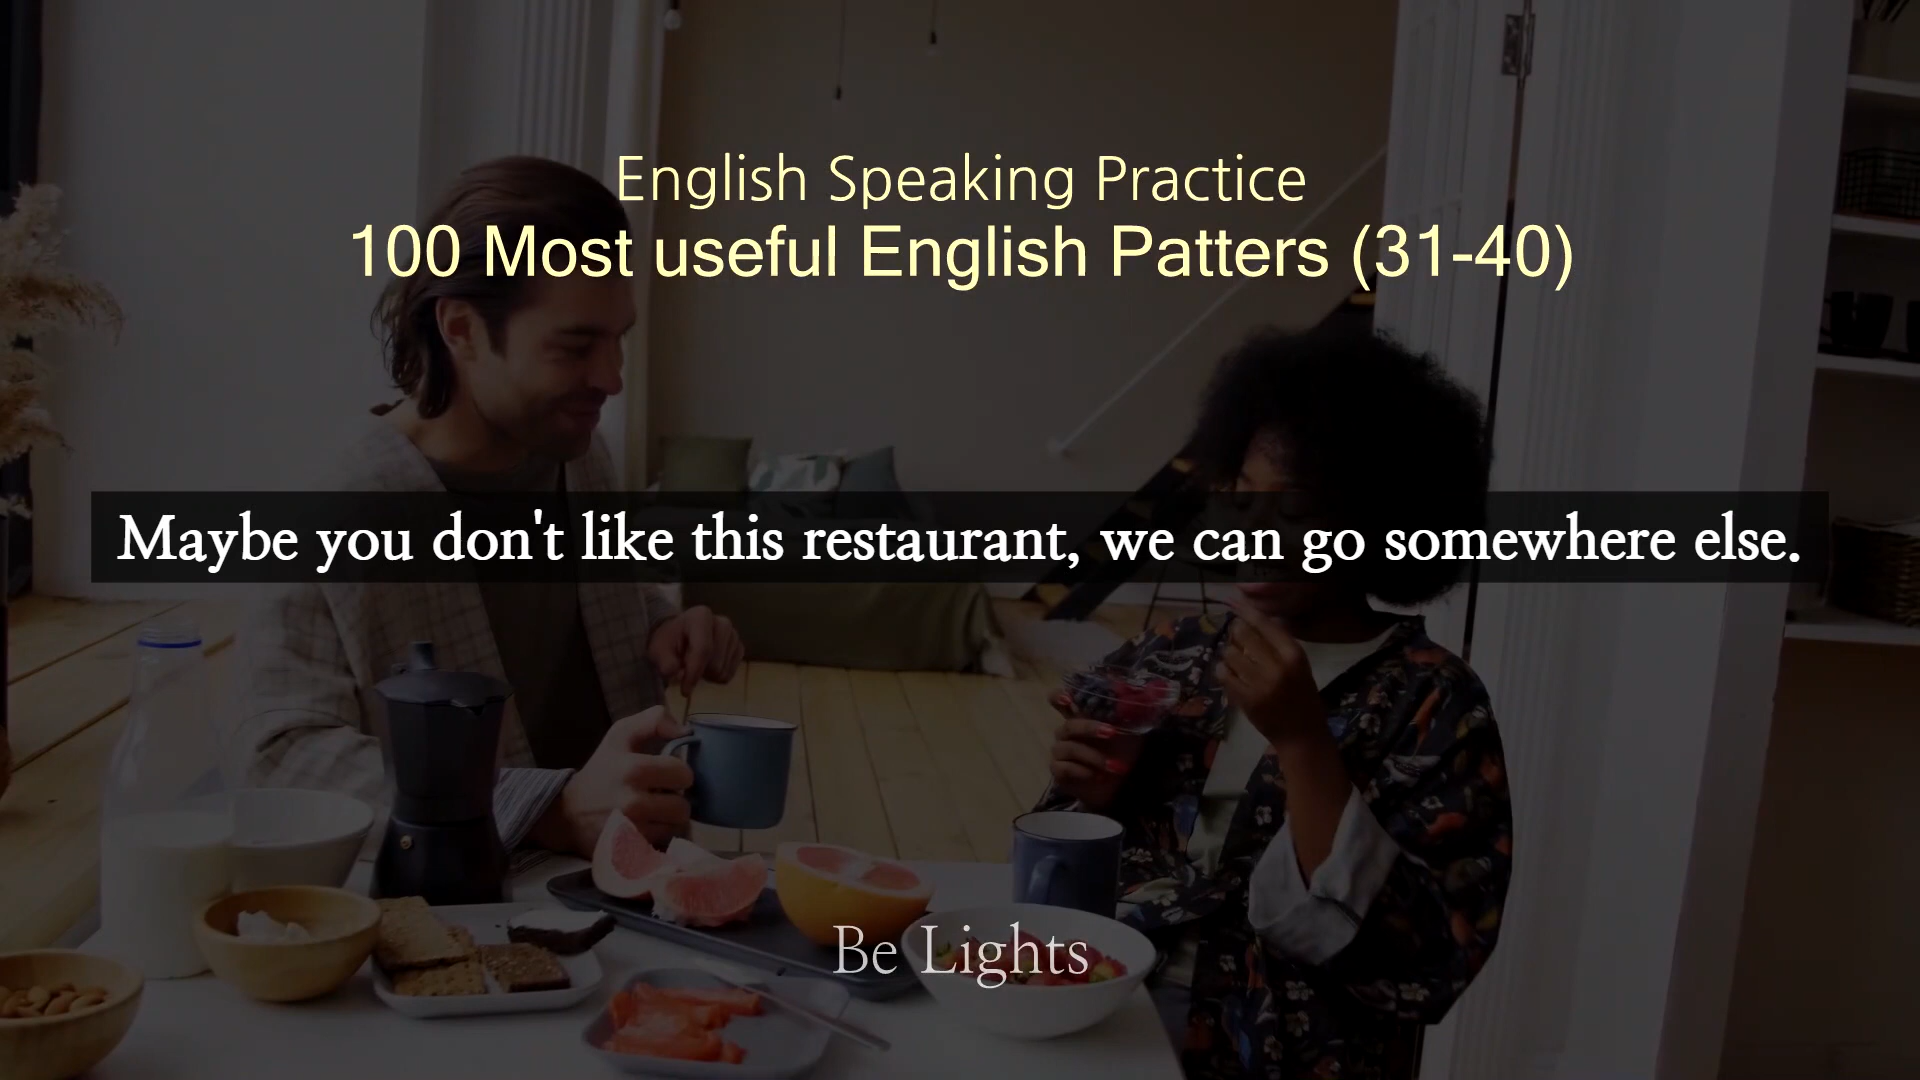 English Speaking Practice
100 Most useful English Patters (31-40)
Maybe you don't like this restaurant, we can go somewhere else.
Be Lights